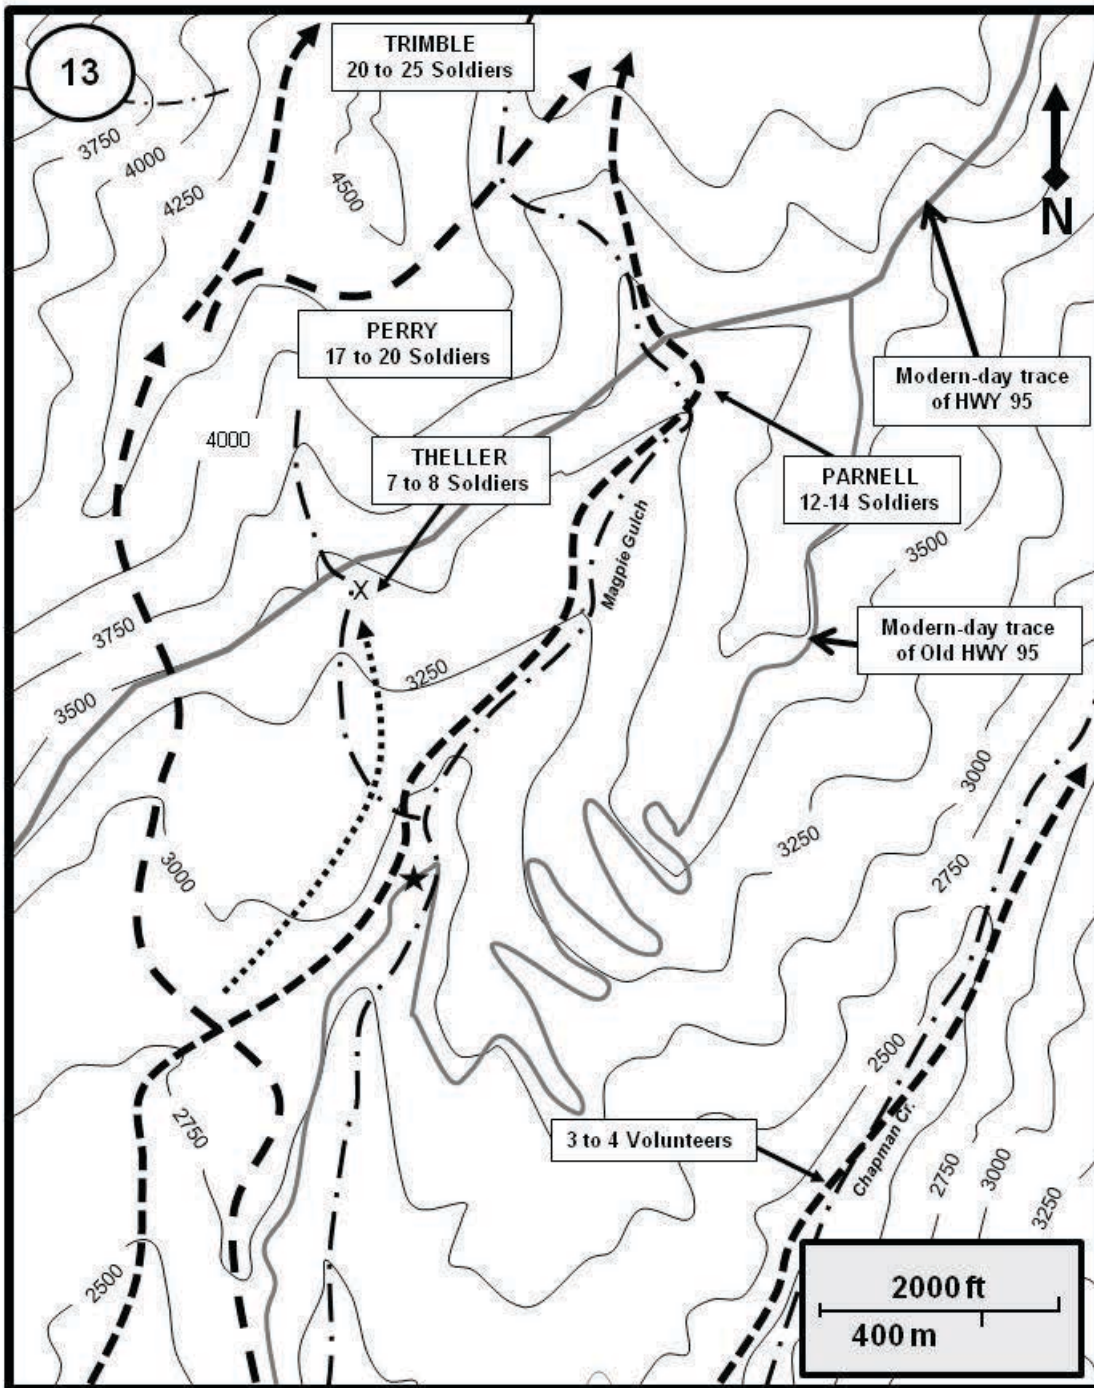 13
TRIMBLE
20 to 25 Soldiers
3750
4000
4250
4500
N
PERRY
17 to 20 Soldiers
Modern-day trace
of HWY 95
4000
THELLER
7 to 8 Soldiers
PARNELL
12-14 Soldiers
Magpie Gulch
3500
X
3750
Modern-day trace
of Old HWY 95
3250
3500
3000
3250
3000
2750
2500
2750
3 to 4 Volunteers
Chapman Cr.
2750
3000
3250
2500
2000 ft
400 m